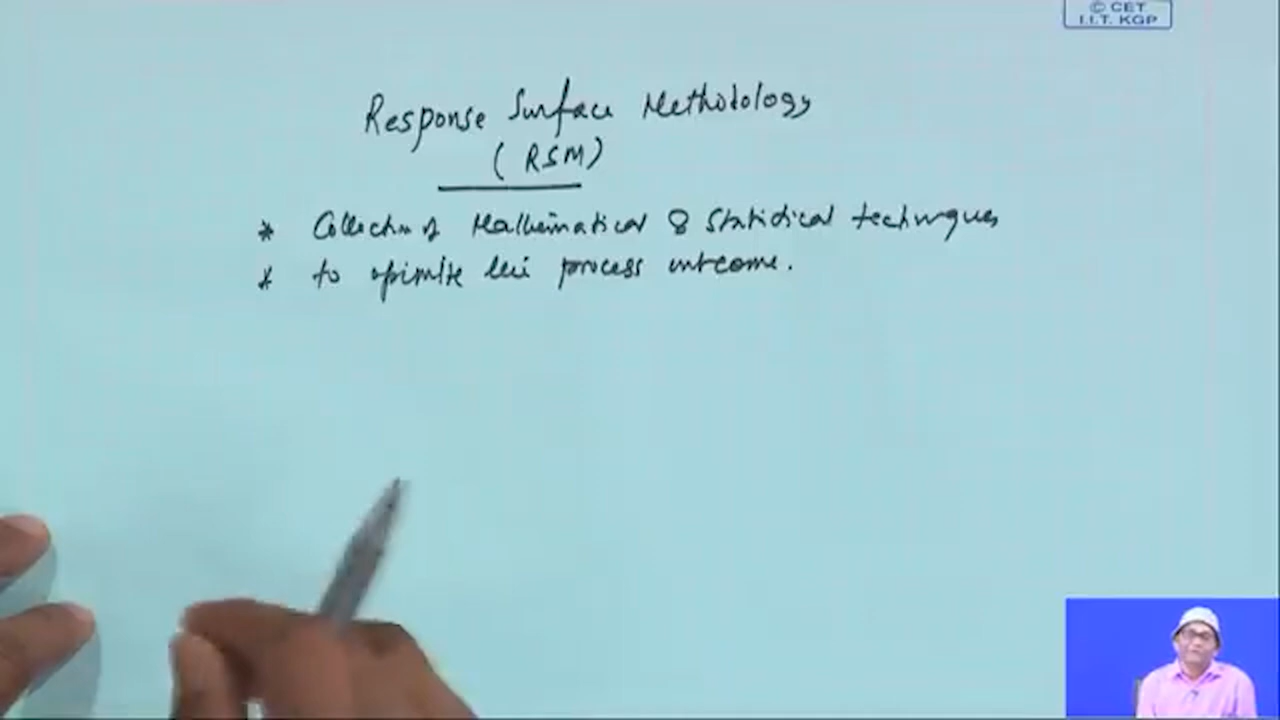 © CET
I.I.T. KGP
Response Surface Methodology
(RSM)
* Collection of Mathematical & Statistical techniques
* to optimize the process outcome.